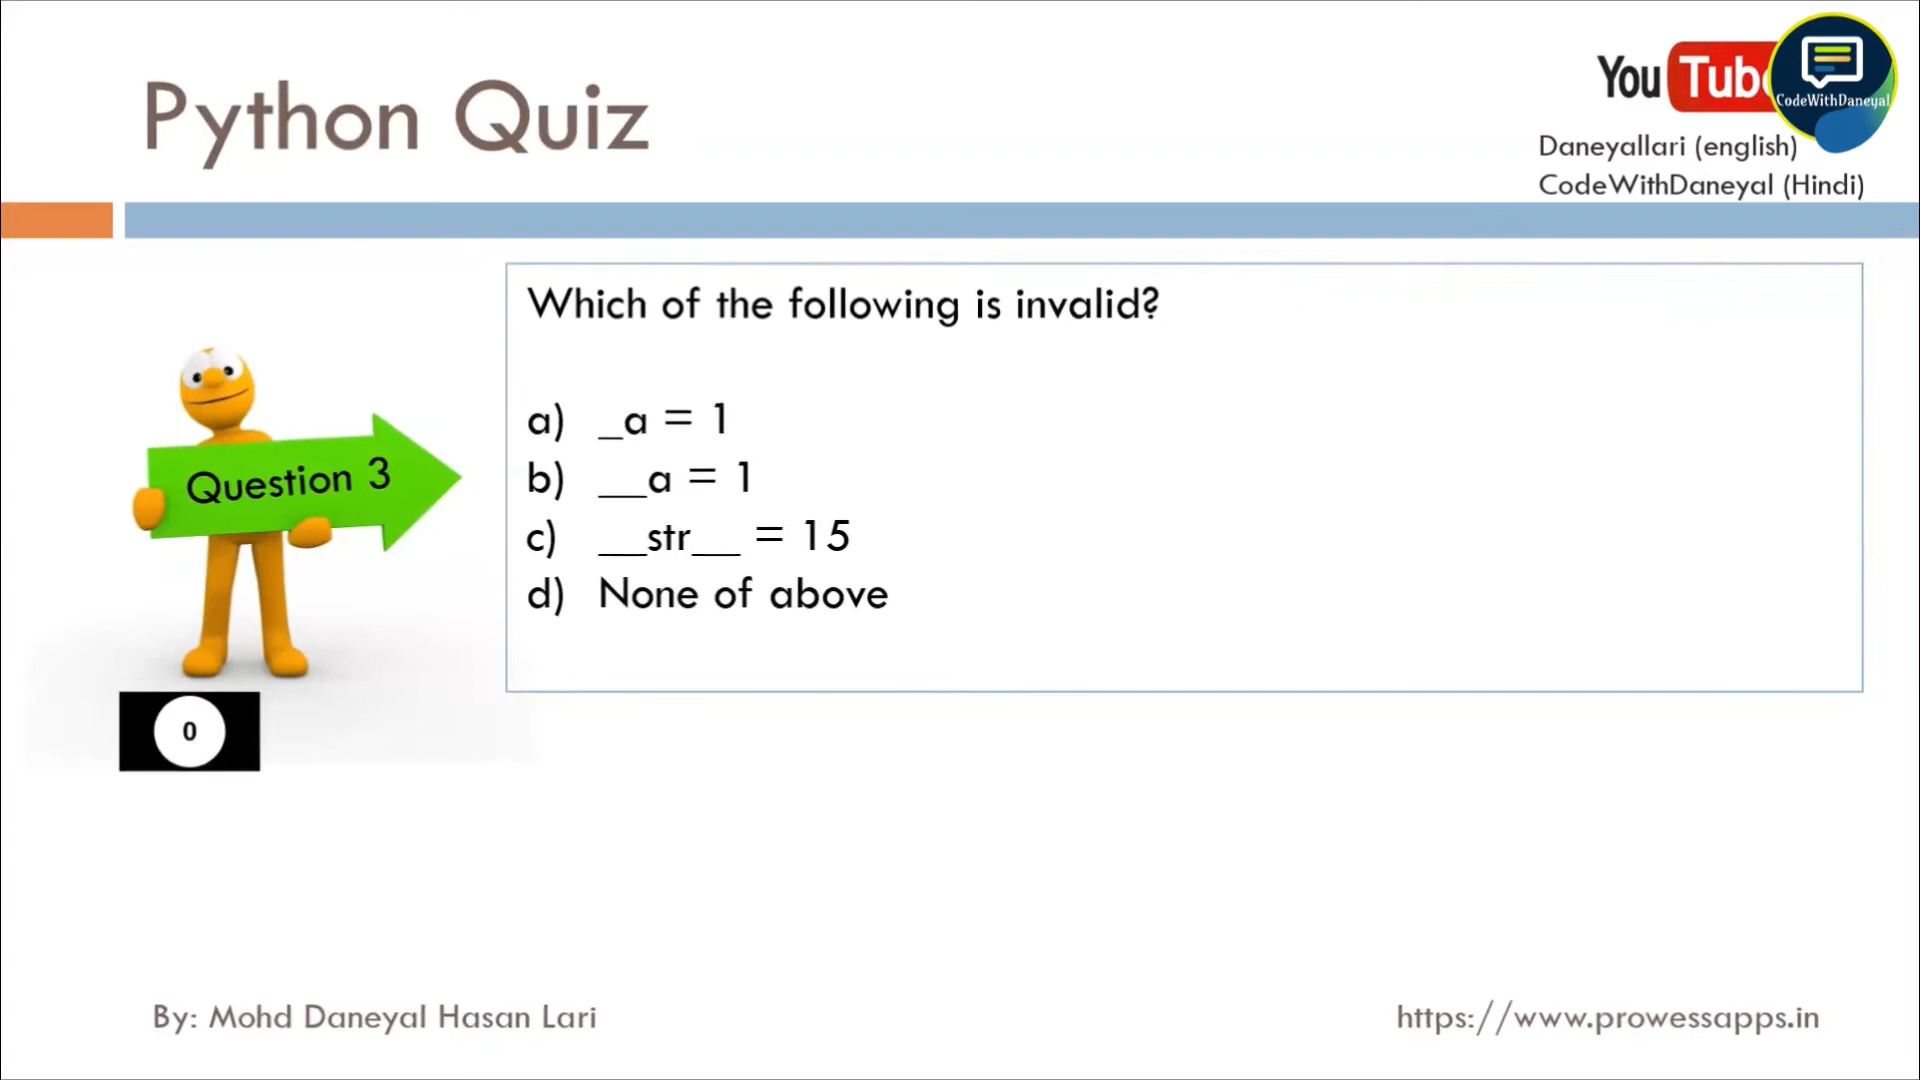 Python Quiz
You Tub
CodeWithDaneyal
Daneyallari (english)
CodeWithDaneyal (Hindi)
Which of the following is invalid?
a) _a = 1
b) __a = 1
c) __str__ = 15
d) None of above
Question 3
0
By: Mohd Daneyal Hasan Lari
https://www.prowessapps.in